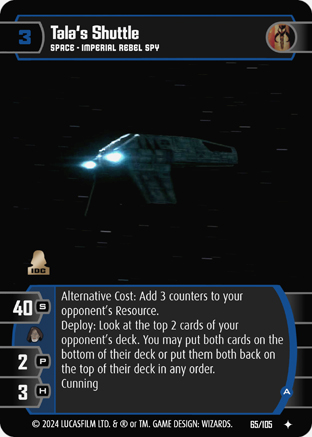 3
Tala's Shuttle
SPACE - IMPERIAL REBEL SPY
IDC
40 S
2 P
3 H
Alternative Cost: Add 3 counters to your
opponent's Resource.
Deploy: Look at the top 2 cards of your
opponent's deck. You may put both cards on the
bottom of their deck or put them both back on
the top of their deck in any order.
Cunning
A
© 2024 LUCASFILM LTD. & ® or TM. GAME DESIGN: WIZARDS.
65/105